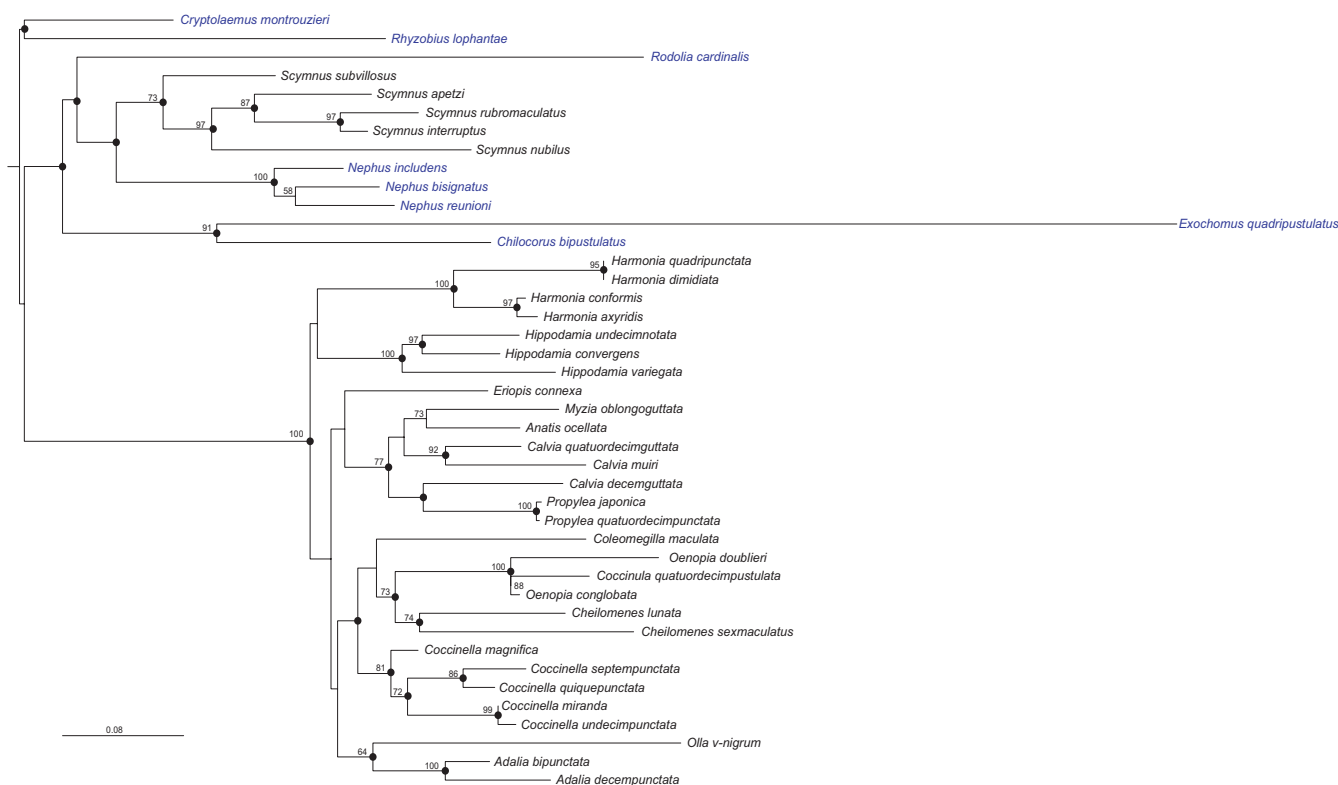 Cryptolaemus montrouzieri
Rhyzobius lophantae
Rodolia cardinalis
Scymnus subvillosus
73
Scymnus apetzi
87
Scymnus rubromaculatus
97
97
Scymnus interruptus
Scymnus nubilus
Nephus includens
100
Nephus bisignatus
58
Nephus reunioni
Exochomus quadripustulatus
91
Chilocorus bipustulatus
Harmonia quadripunctata
95
Harmonia dimidiata
100
Harmonia conformis
97
Harmonia axyridis
Hippodamia undecimnotata
97
Hippodamia convergens
100
Hippodamia variegata
Eriopis connexa
Myzia oblongoguttata
73
Anatis ocellata
100
Calvia quatuordecimguttata
92
77
Calvia muiri
Calvia decemguttata
Propylea japonica
100
Propylea quatuordecimpunctata
Coleomegilla maculata
Oenopia doublieri
100
Coccinula quatuordecimpustulata
88
73
Oenopia conglobata
Cheilomenes lunata
74
Cheilomenes sexmaculatus
Coccinella magnifica
81
Coccinella septempunctata
86
Coccinella quiquepunctata
72
Coccinella miranda
99
Coccinella undecimpunctata
0.08
Olla v-nigrum
64
Adalia bipunctata
100
Adalia decempunctata